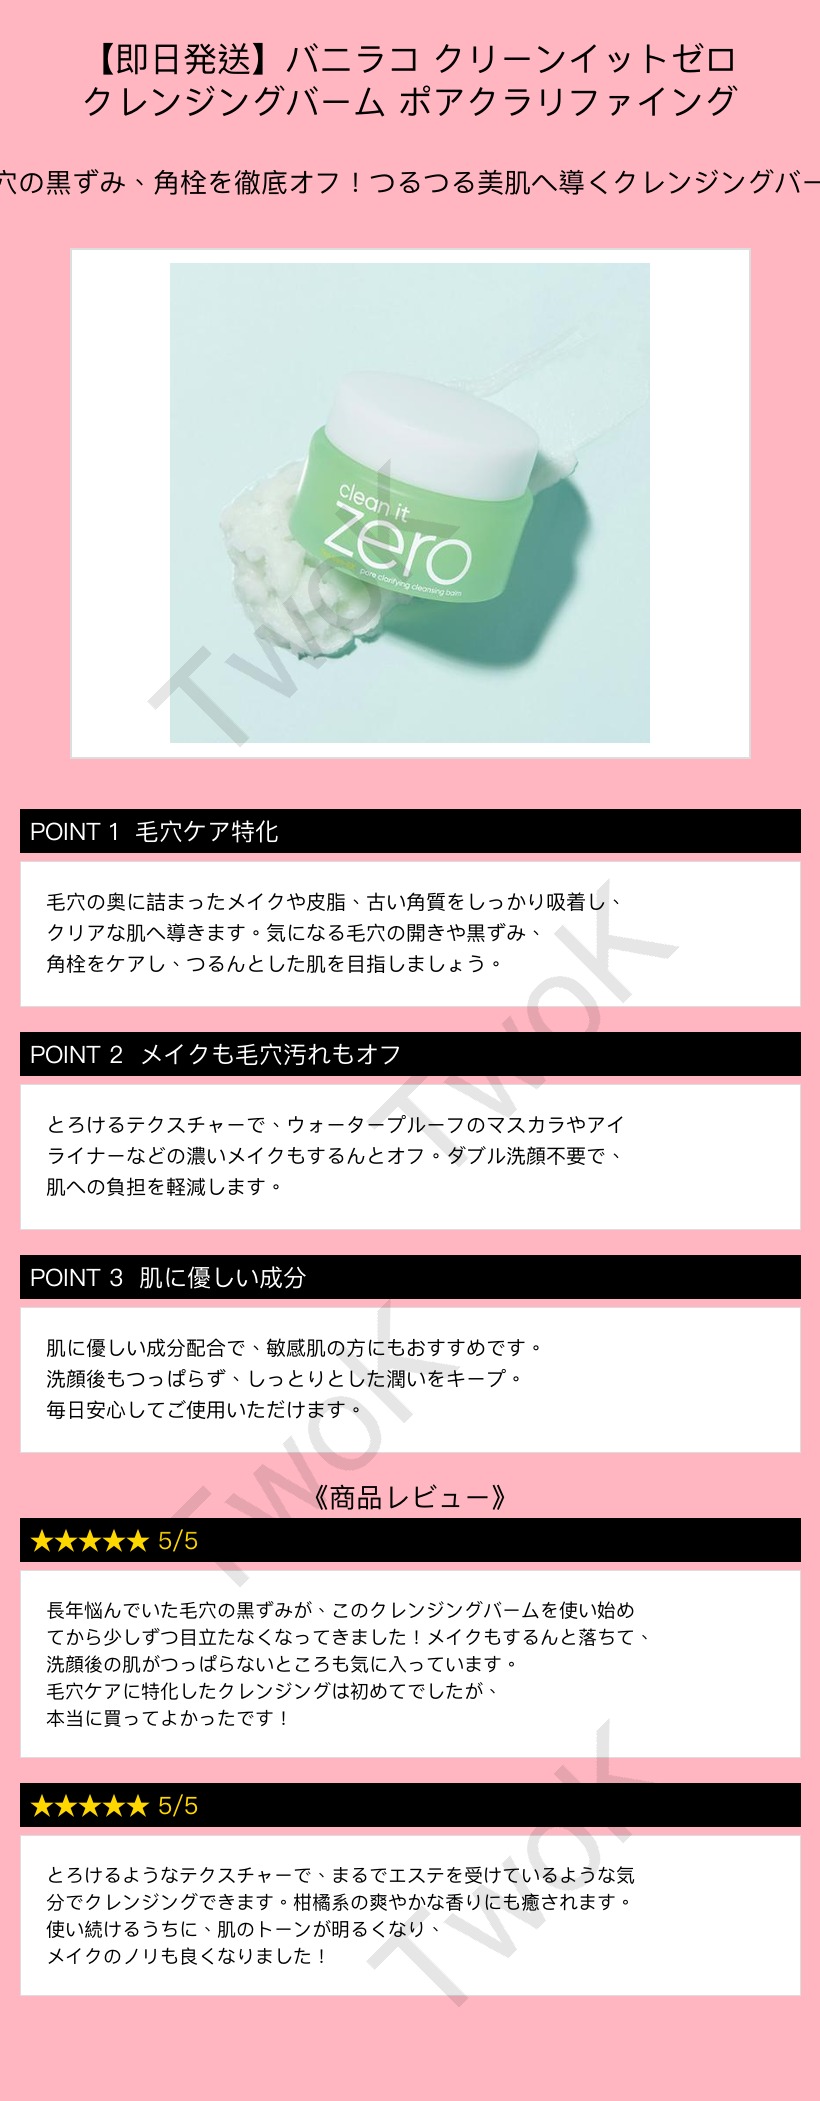 【即日発送】バニラコ クリーンイットゼロ
クレンジングバーム ポアクラリファイング
穴の黒ずみ、角栓を徹底オフ！つるつる美肌へ導くクレンジングバー
clean it
zero
pore clarifying cleansing balm
TwoK
POINT 1 毛穴ケア特化
毛穴の奥に詰まったメイクや皮脂、古い角質をしっかり吸着し、
クリアな肌へ導きます。気になる毛穴の開きや黒ずみ、
角栓をケアし、つるんとした肌を目指しましょう。
TwoK
POINT 2 メイクも毛穴汚れもオフ
とろけるテクスチャーで、ウォータープルーフのマスカラやアイ
ライナーなどの濃いメイクもするんとオフ。ダブル洗顔不要で、
肌への負担を軽減します。
POINT 3 肌に優しい成分
肌に優しい成分配合で、敏感肌の方にもおすすめです。
洗顔後もつっぱらず、しっとりとした潤いをキープ。
毎日安心してご使用いただけます。
TwoK
《商品レビュー》
★★★★★ 5/5
長年悩んでいた毛穴の黒ずみが、このクレンジングバームを使い始め
てから少しずつ目立たなくなってきました！メイクもするんと落ちて、
洗顔後の肌がつっぱらないところも気に入っています。
毛穴ケアに特化したクレンジングは初めてでしたが、
本当に買ってよかったです！
★★★★★ 5/5
とろけるようなテクスチャーで、まるでエステを受けているような気
分でクレンジングできます。柑橘系の爽やかな香りにも癒されます。
使い続けるうちに、肌のトーンが明るくなり、
メイクのノリも良くなりました！
TwoK